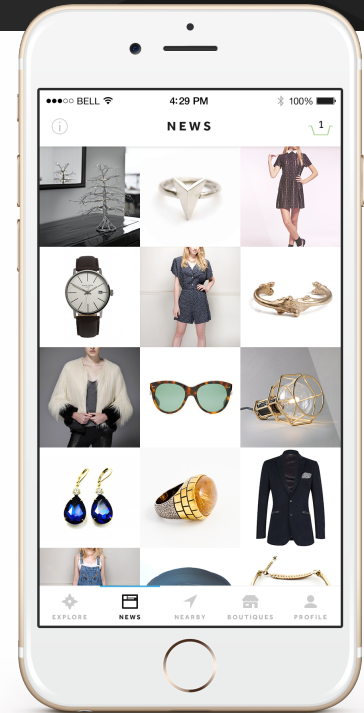 ●●●○○ BELL 4:29 PM 100%
NEWS
1
EXPLORE NEWS NEARBY BOUTIQUES PROFILE